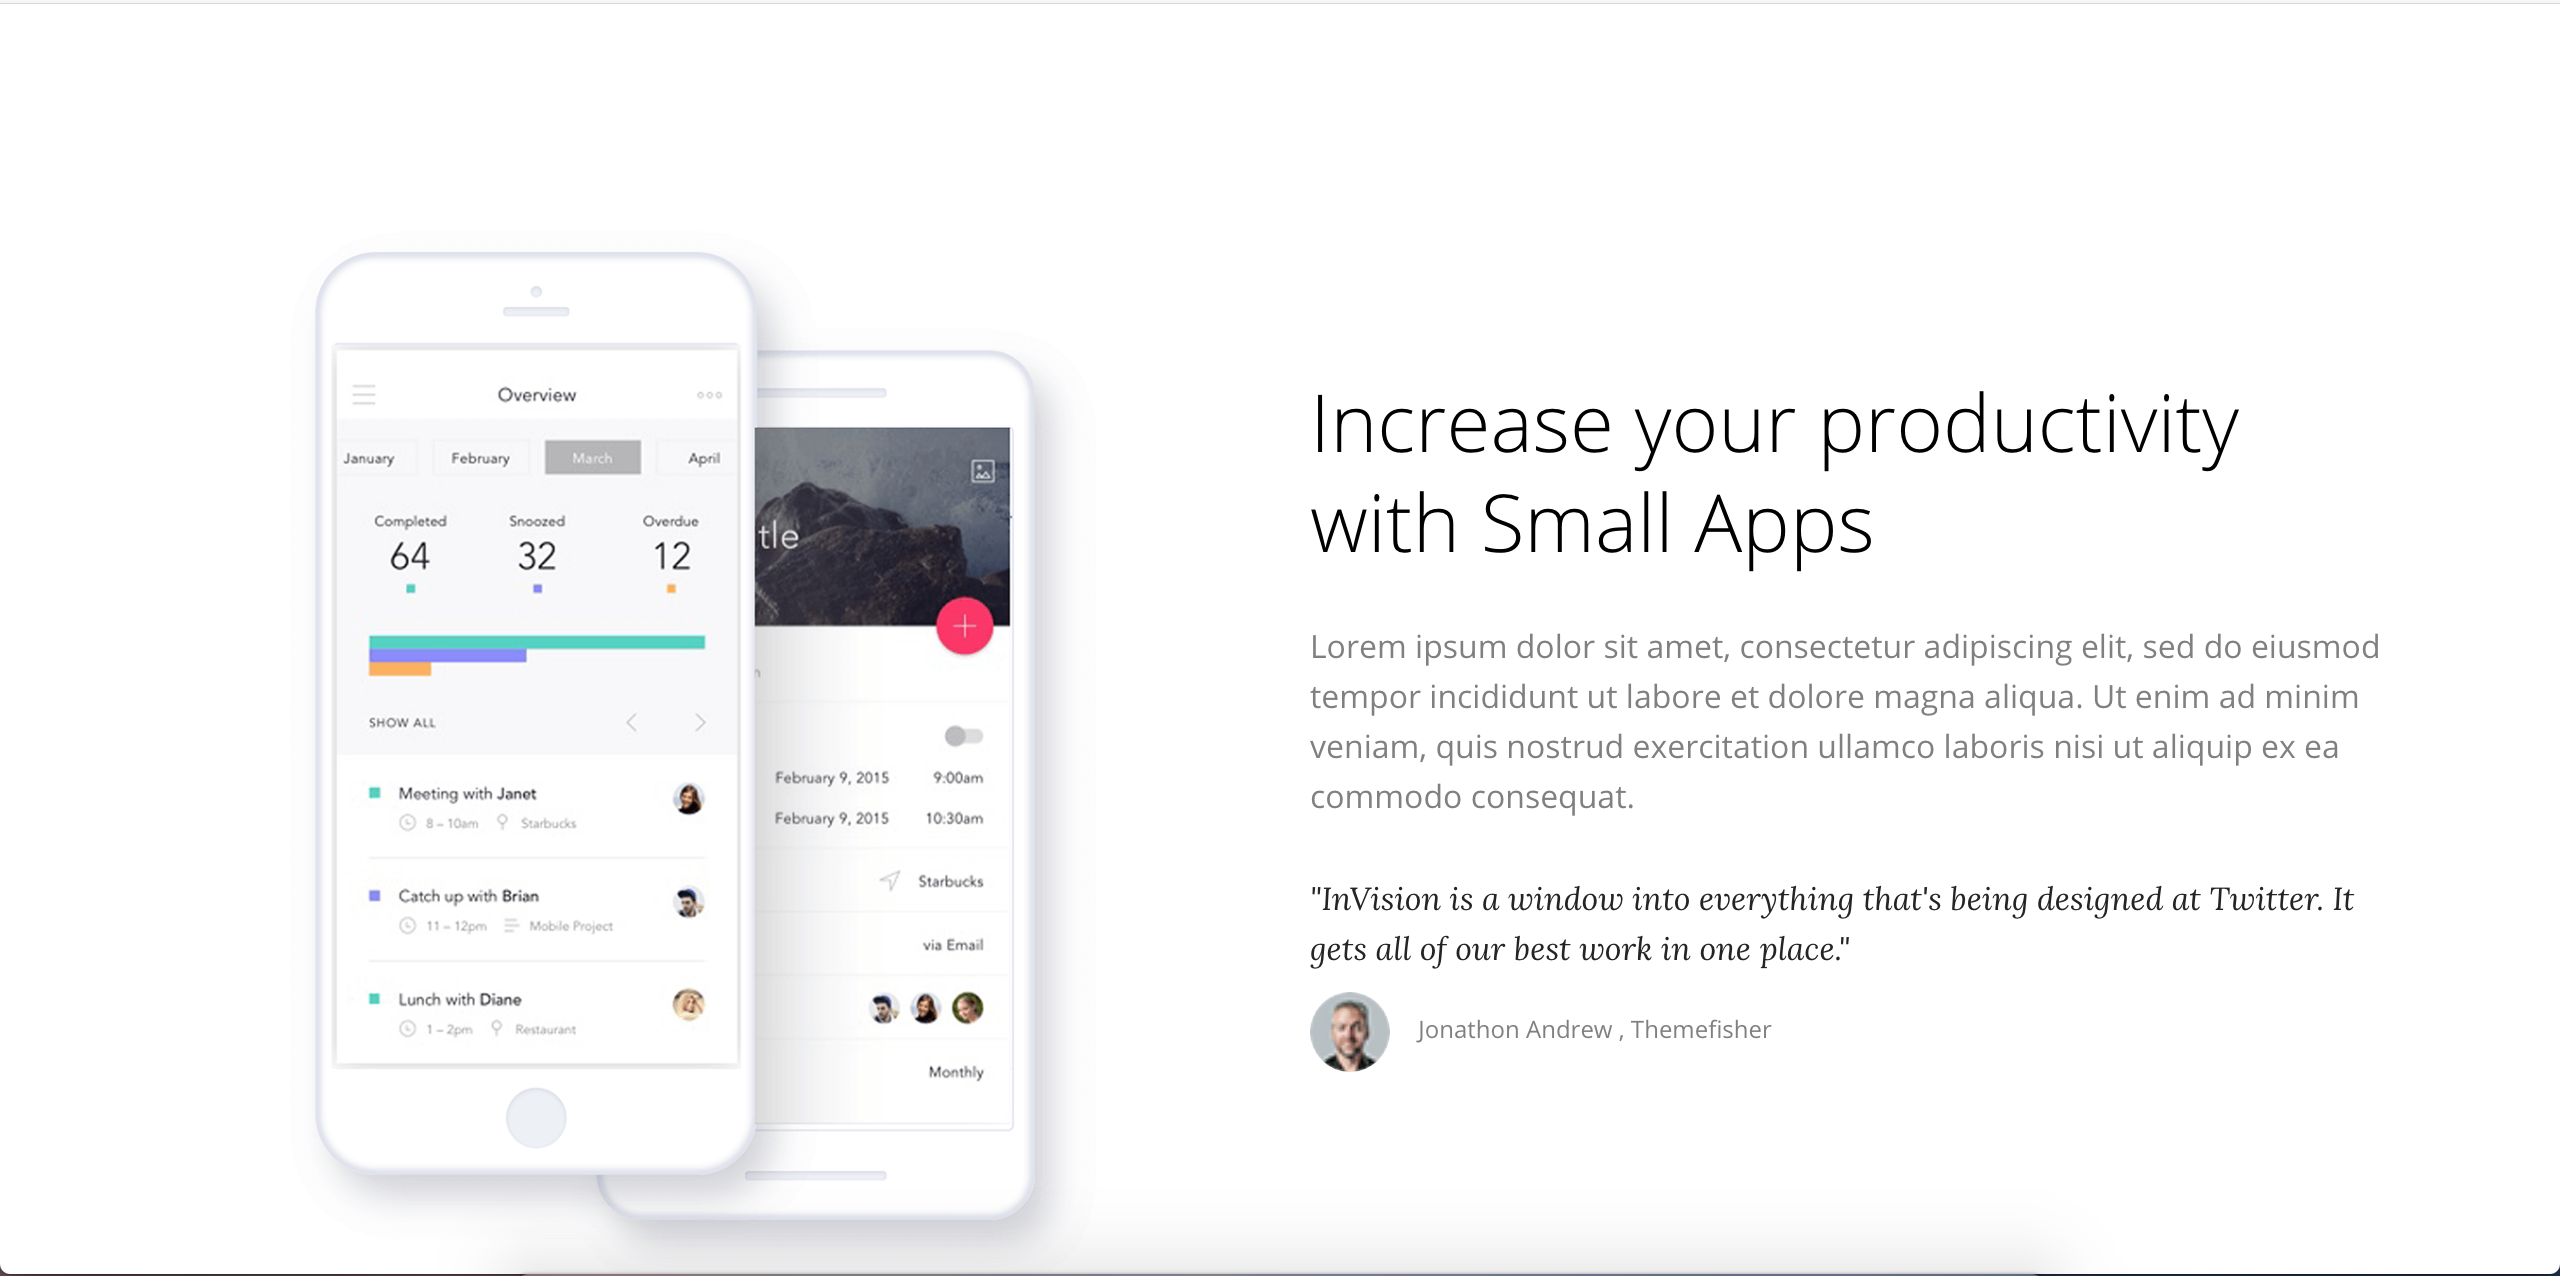 Overview
January February March April
Completed Snoozed Overdue
64 32 12
SHOW ALL
Meeting with Janet
8 – 10am Starbucks
Catch up with Brian
11 – 12pm Mobile Project
Lunch with Diane
1 – 2pm Restaurant
tle
February 9, 2015 9:00am
February 9, 2015 10:30am
Starbucks
via Email
Monthly
Increase your productivity
with Small Apps
Lorem ipsum dolor sit amet, consectetur adipiscing elit, sed do eiusmod
tempor incididunt ut labore et dolore magna aliqua. Ut enim ad minim
veniam, quis nostrud exercitation ullamco laboris nisi ut aliquip ex ea
commodo consequat.
"InVision is a window into everything that's being designed at Twitter. It
gets all of our best work in one place."
Jonathon Andrew , Themefisher